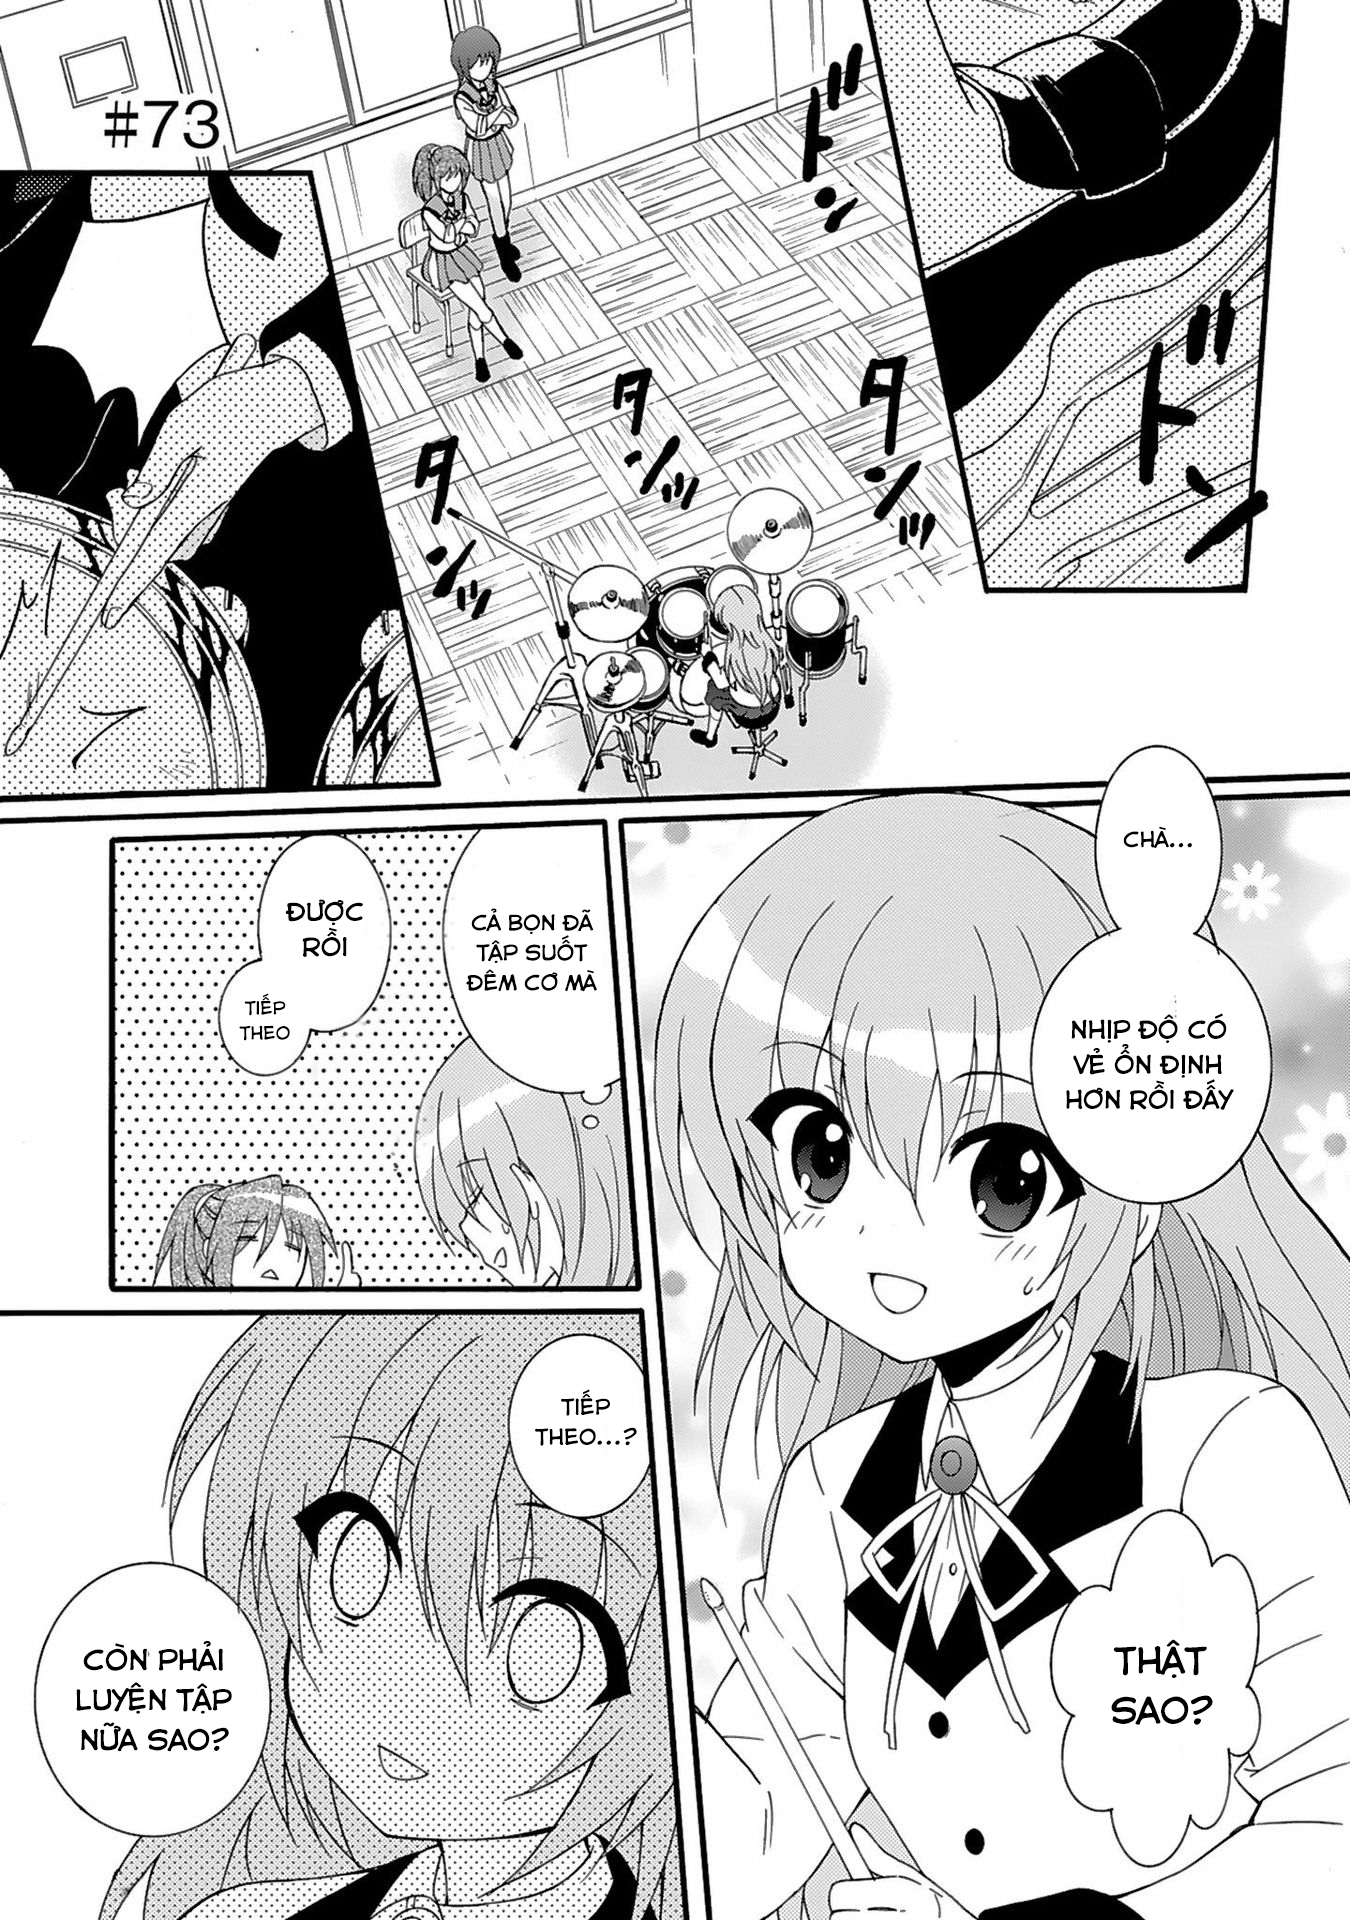 #73
ドン
ドン
タンッ
タンッ
タンッ
CHÀ...
NHỊP ĐỘ CÓ
VẺ ỔN ĐỊNH
HƠN RỒI ĐẤY
THẬT
SAO?
CẢ BỌN ĐÃ
TẬP SUỐT
ĐÊM CƠ MÀ
ĐƯỢC
RỒI
TIẾP
THEO
TIẾP
THEO...?
CÒN PHẢI
LUYỆN TẬP
NỮA SAO?